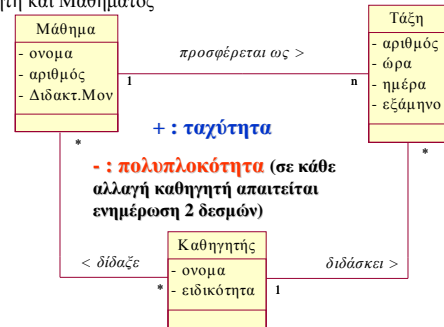 ητή και Μαθήματος
Μάθημα
- ονομα
- αριθμός
- Διδακτ.Μον
προσφέρεται ως >
1
n
Τάξη
- αριθμός
- ώρα
- ημέρα
- εξάμηνο
*
*
+ : ταχύτητα
- : πολυπλοκότητα (σε κάθε
αλλαγή καθηγητή απαιτείται
ενημέρωση 2 δεσμών)
< δίδαξε
*
Καθηγητής
- ονομα
- ειδικότητα
διδάσκει >
1